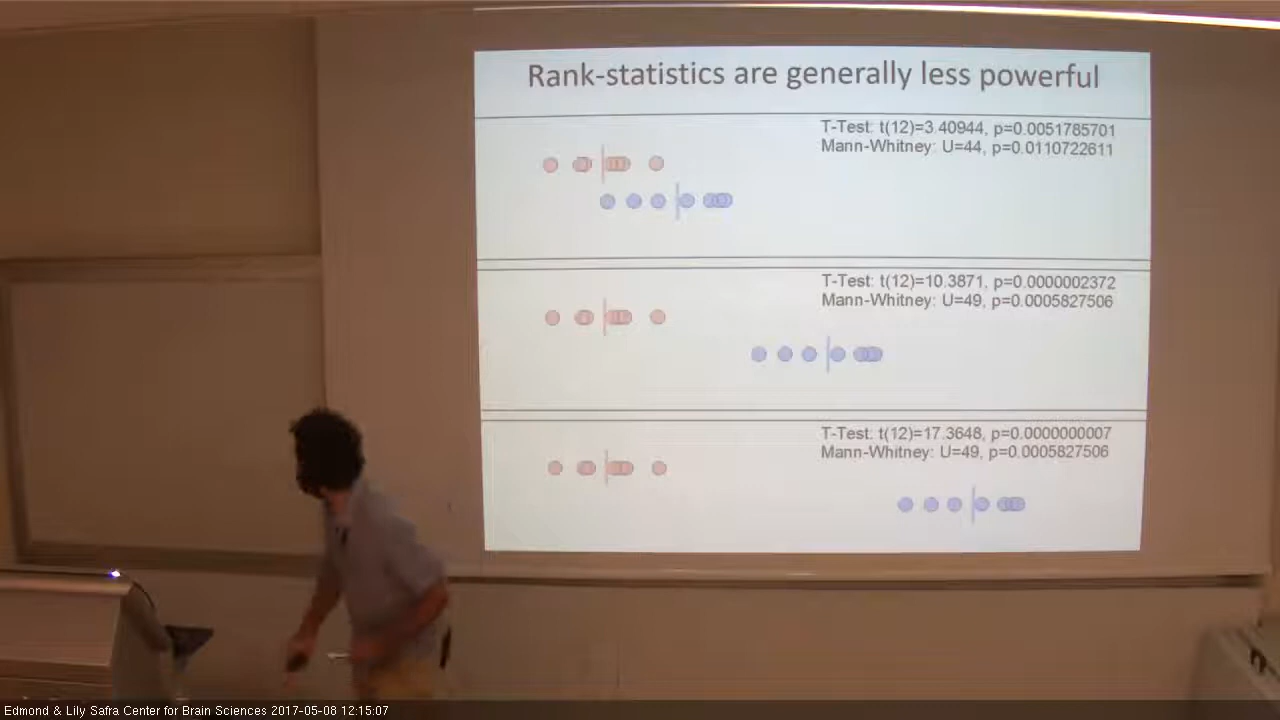 Rank-statistics are generally less powerful
T-Test: t(12)=3.40944, p=0.0051785701
Mann-Whitney: U=44, p=0.0110722611
T-Test: t(12)=10.3871, p=0.0000002372
Mann-Whitney: U=49, p=0.0005827506
T-Test: t(12)=17.3648, p=0.0000000007
Mann-Whitney: U=49, p=0.0005827506
Edmond & Lily Safra Center for Brain Sciences 2017-05-08 12:15:07